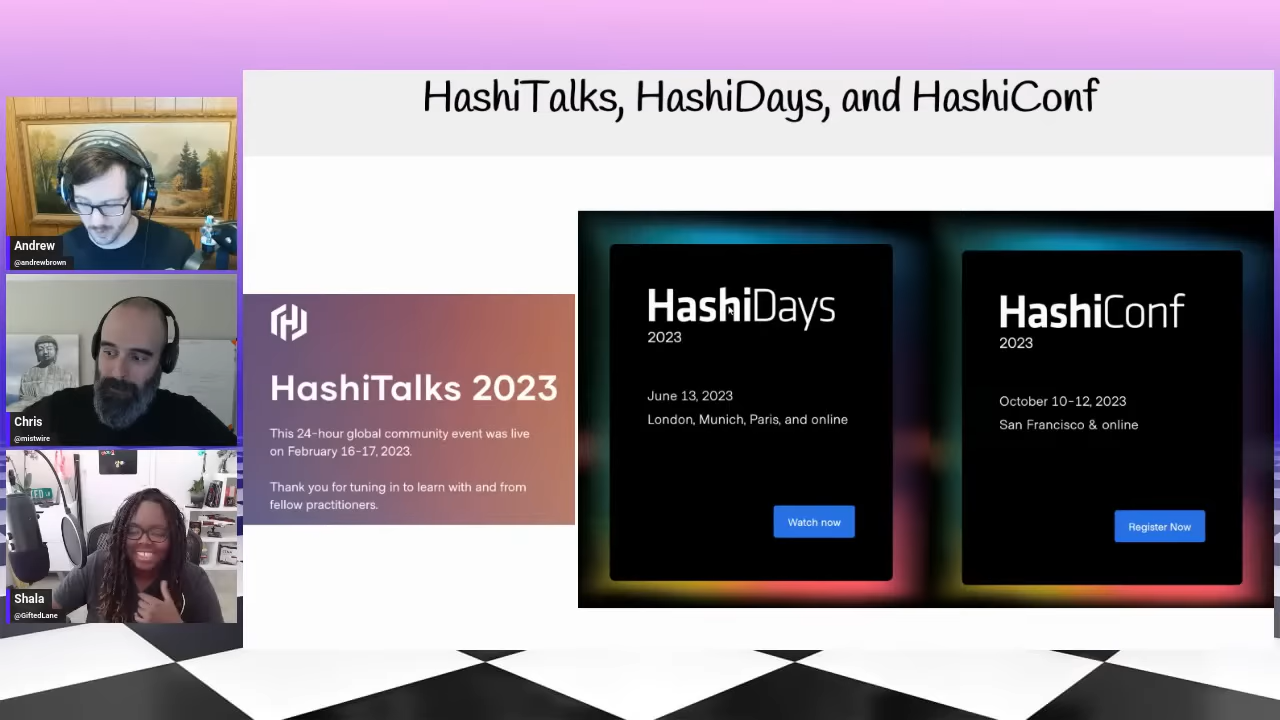 HashiTalks, HashiDays, and HashiConf
Andrew
@andrewbrown
Chris
@mistwire
Shala
@GiftedLane
HashiTalks 2023
This 24-hour global community event was live
on February 16-17, 2023.
Thank you for tuning in to learn with and from
fellow practitioners.
HashiDays
2023
June 13, 2023
London, Munich, Paris, and online
Watch now
HashiConf
2023
October 10-12, 2023
San Francisco & online
Register Now